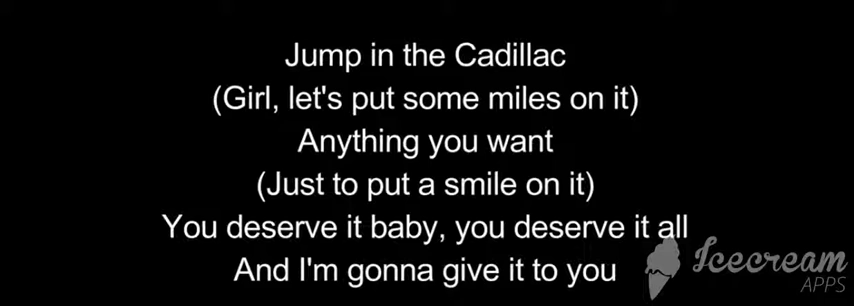 Jump in the Cadillac
(Girl, let's put some miles on it)
Anything you want
(Just to put a smile on it)
You deserve it baby, you deserve it all
And I'm gonna give it to you
Icecream
APPS